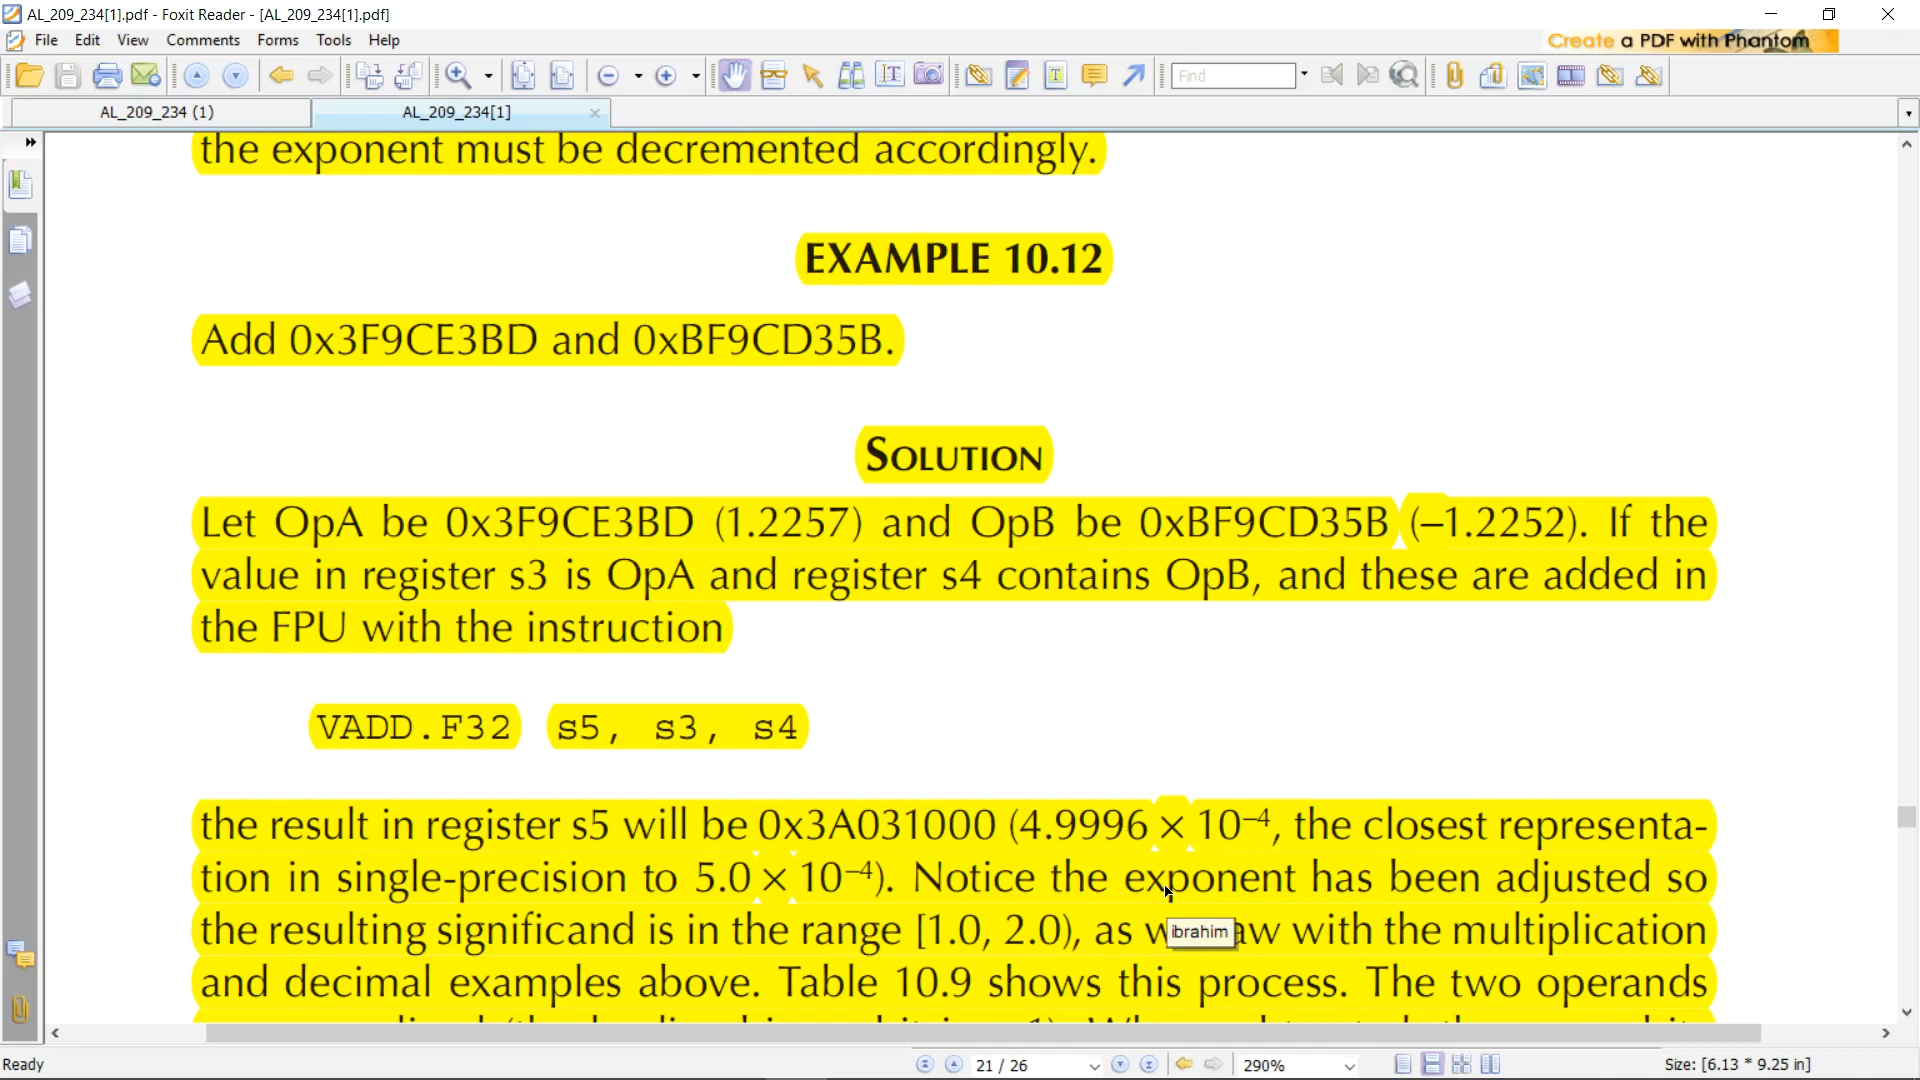 AL_209_234[1].pdf - Foxit Reader - [AL_209_234[1].pdf]
File Edit View Comments Forms Tools Help
Create a PDF with Phantom
Find
AL_209_234 (1) AL_209_234[1]
the exponent must be decremented accordingly.
EXAMPLE 10.12
Add 0x3F9CE3BD and 0xBF9CD35B.
SOLUTION
Let OpA be 0x3F9CE3BD (1.2257) and OpB be 0xBF9CD35B (–1.2252). If the
value in register s3 is OpA and register s4 contains OpB, and these are added in
the FPU with the instruction
VADD.F32 s5, s3, s4
the result in register s5 will be 0x3A031000 (4.9996 × 10⁻⁴, the closest representa-
tion in single-precision to 5.0 × 10⁻⁴). Notice the exponent has been adjusted so
the resulting significand is in the range [1.0, 2.0), as with the multiplication
ibrahim
and decimal examples above. Table 10.9 shows this process. The two operands
Ready 21 / 26 290% Size: [6.13 * 9.25 in]